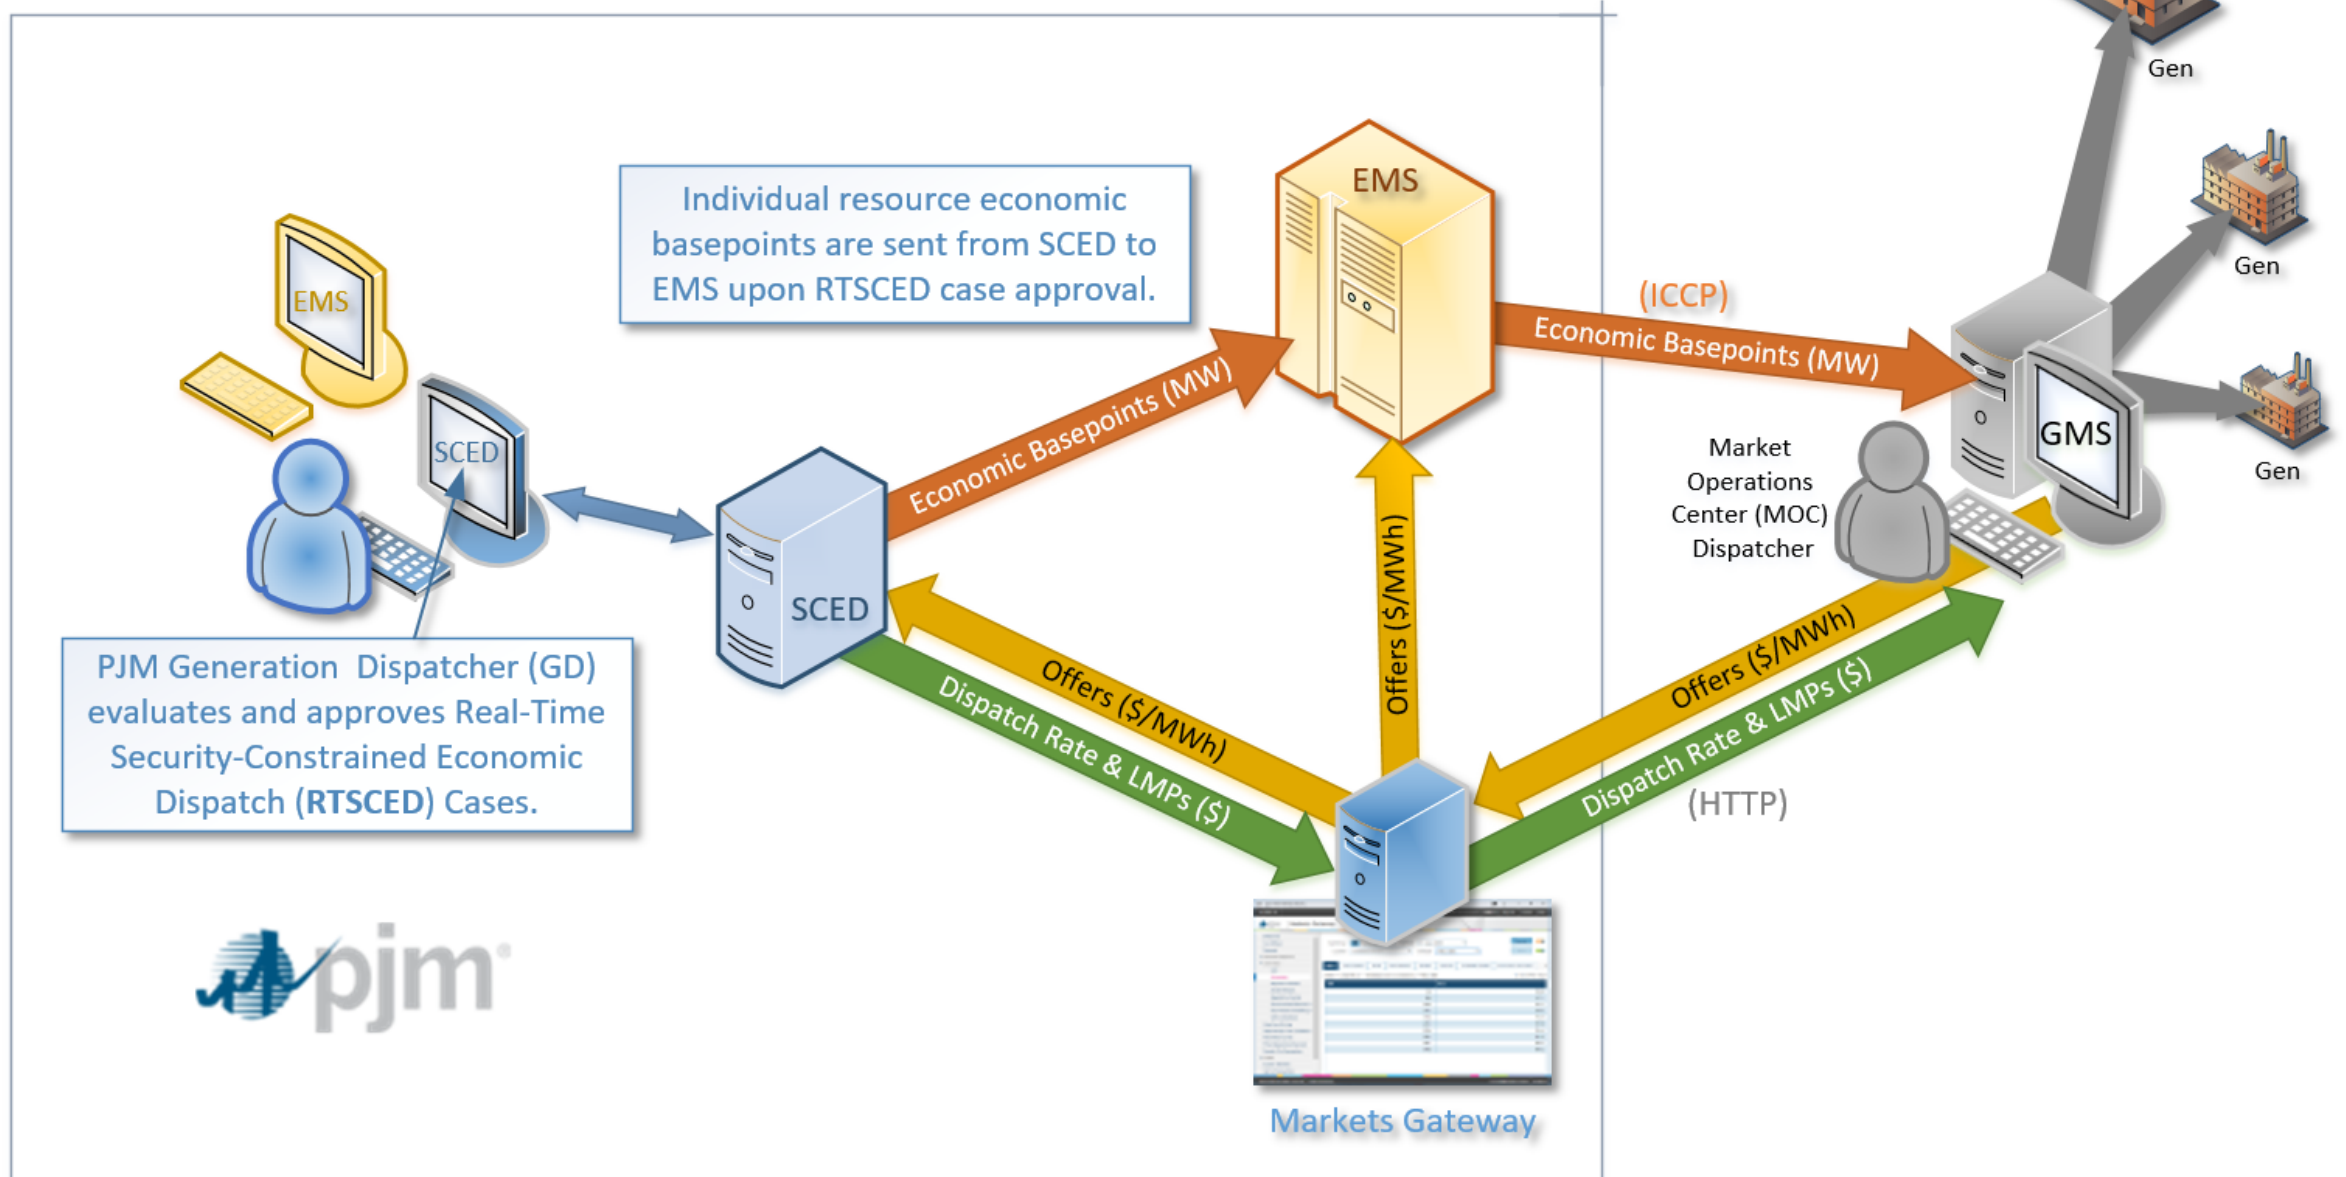 Gen
Individual resource economic
basepoints are sent from SCED to
EMS upon RTSCED case approval.
EMS
EMS
Gen
(ICCP)
Economic Basepoints (MW)
Economic Basepoints (MW)
SCED
GMS
Market
Operations
Center (MOC)
Dispatcher
Gen
SCED
Offers ($/MWh)
Offers ($/MWh)
Offers ($/MWh)
Dispatch Rate & LMPs ($)
Dispatch Rate & LMPs ($)
(HTTP)
PJM Generation Dispatcher (GD)
evaluates and approves Real-Time
Security-Constrained Economic
Dispatch (RTSCED) Cases.
pjm
Markets Gateway